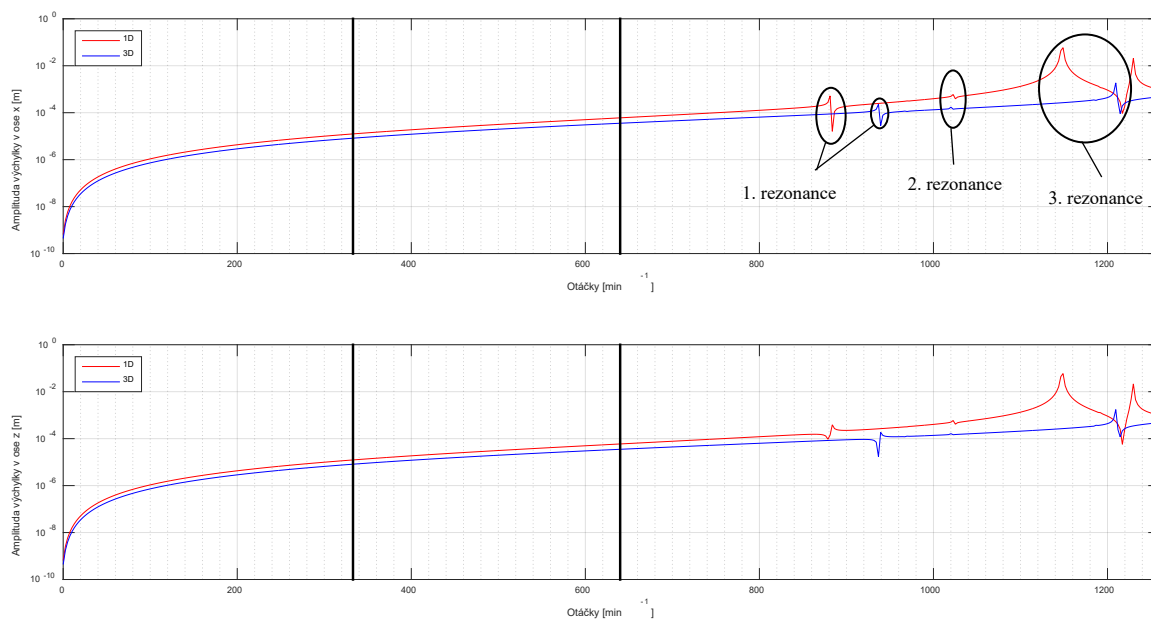 10 0
10 -2
10 -4
10 -6
10 -8
10 -10
Amplituda výchylky v ose x [m]
1D
3D
1. rezonance
2. rezonance
3. rezonance
0
200
400
600
800
1000
1200
Otáčky [min -1 ]
10 0
10 -2
10 -4
10 -6
10 -8
10 -10
Amplituda výchylky v ose z [m]
1D
3D
0
200
400
600
800
1000
1200
Otáčky [min -1 ]